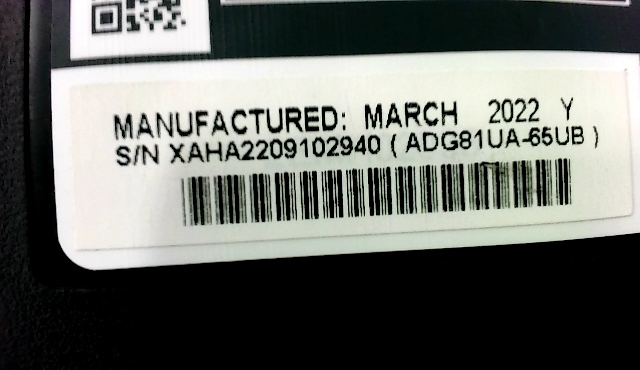 MANUFACTURED: MARCH 2022 Y
S/N XAHA2209102940 ( ADG81UA-65UB )